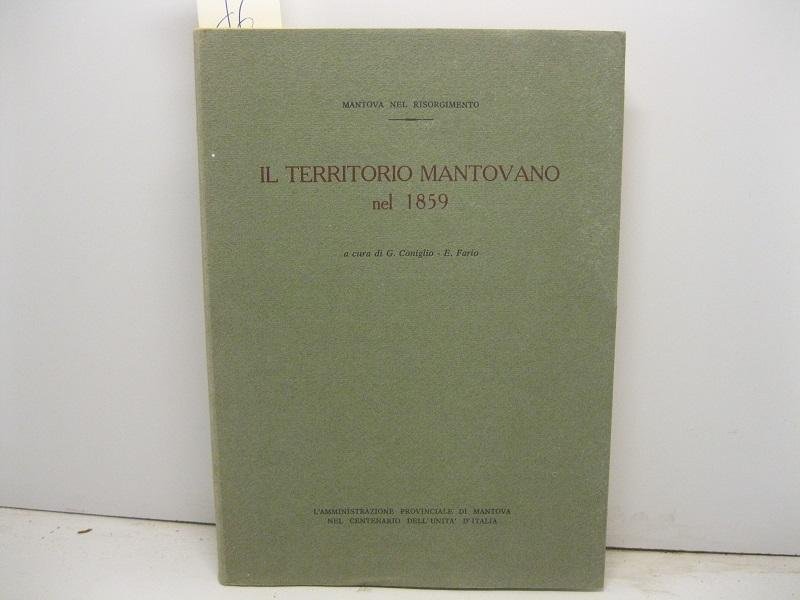 MANTOVA NEL RISORGIMENTO
IL TERRITORIO MANTOVANO
nel 1859
a cura di G. Coniglio - E. Fario
L'AMMINISTRAZIONE PROVINCIALE DI MANTOVA
NEL CENTENARIO DELL'UNITA' D'ITALIA